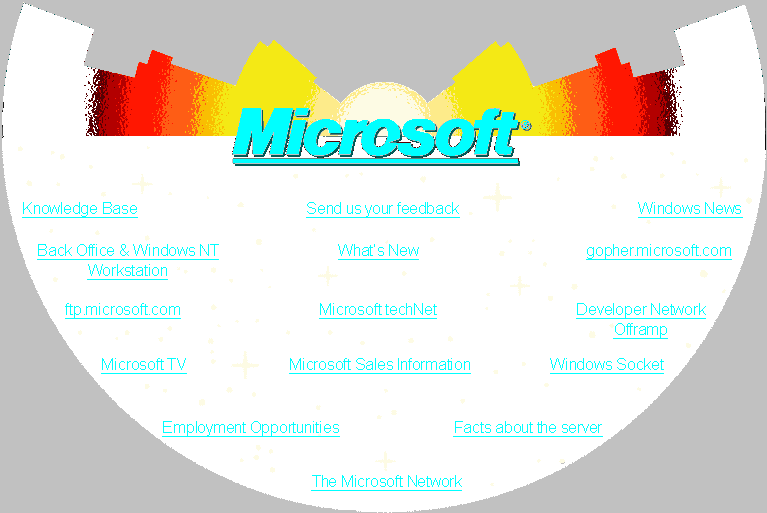 Microsoft®
Knowledge Base
Send us your feedback
Windows News
Back Office & Windows NT
Workstation
What's New
gopher.microsoft.com
ftp.microsoft.com
Microsoft techNet
Developer Network
Offramp
Microsoft TV
Microsoft Sales Information
Windows Socket
Employment Opportunities
Facts about the server
The Microsoft Network